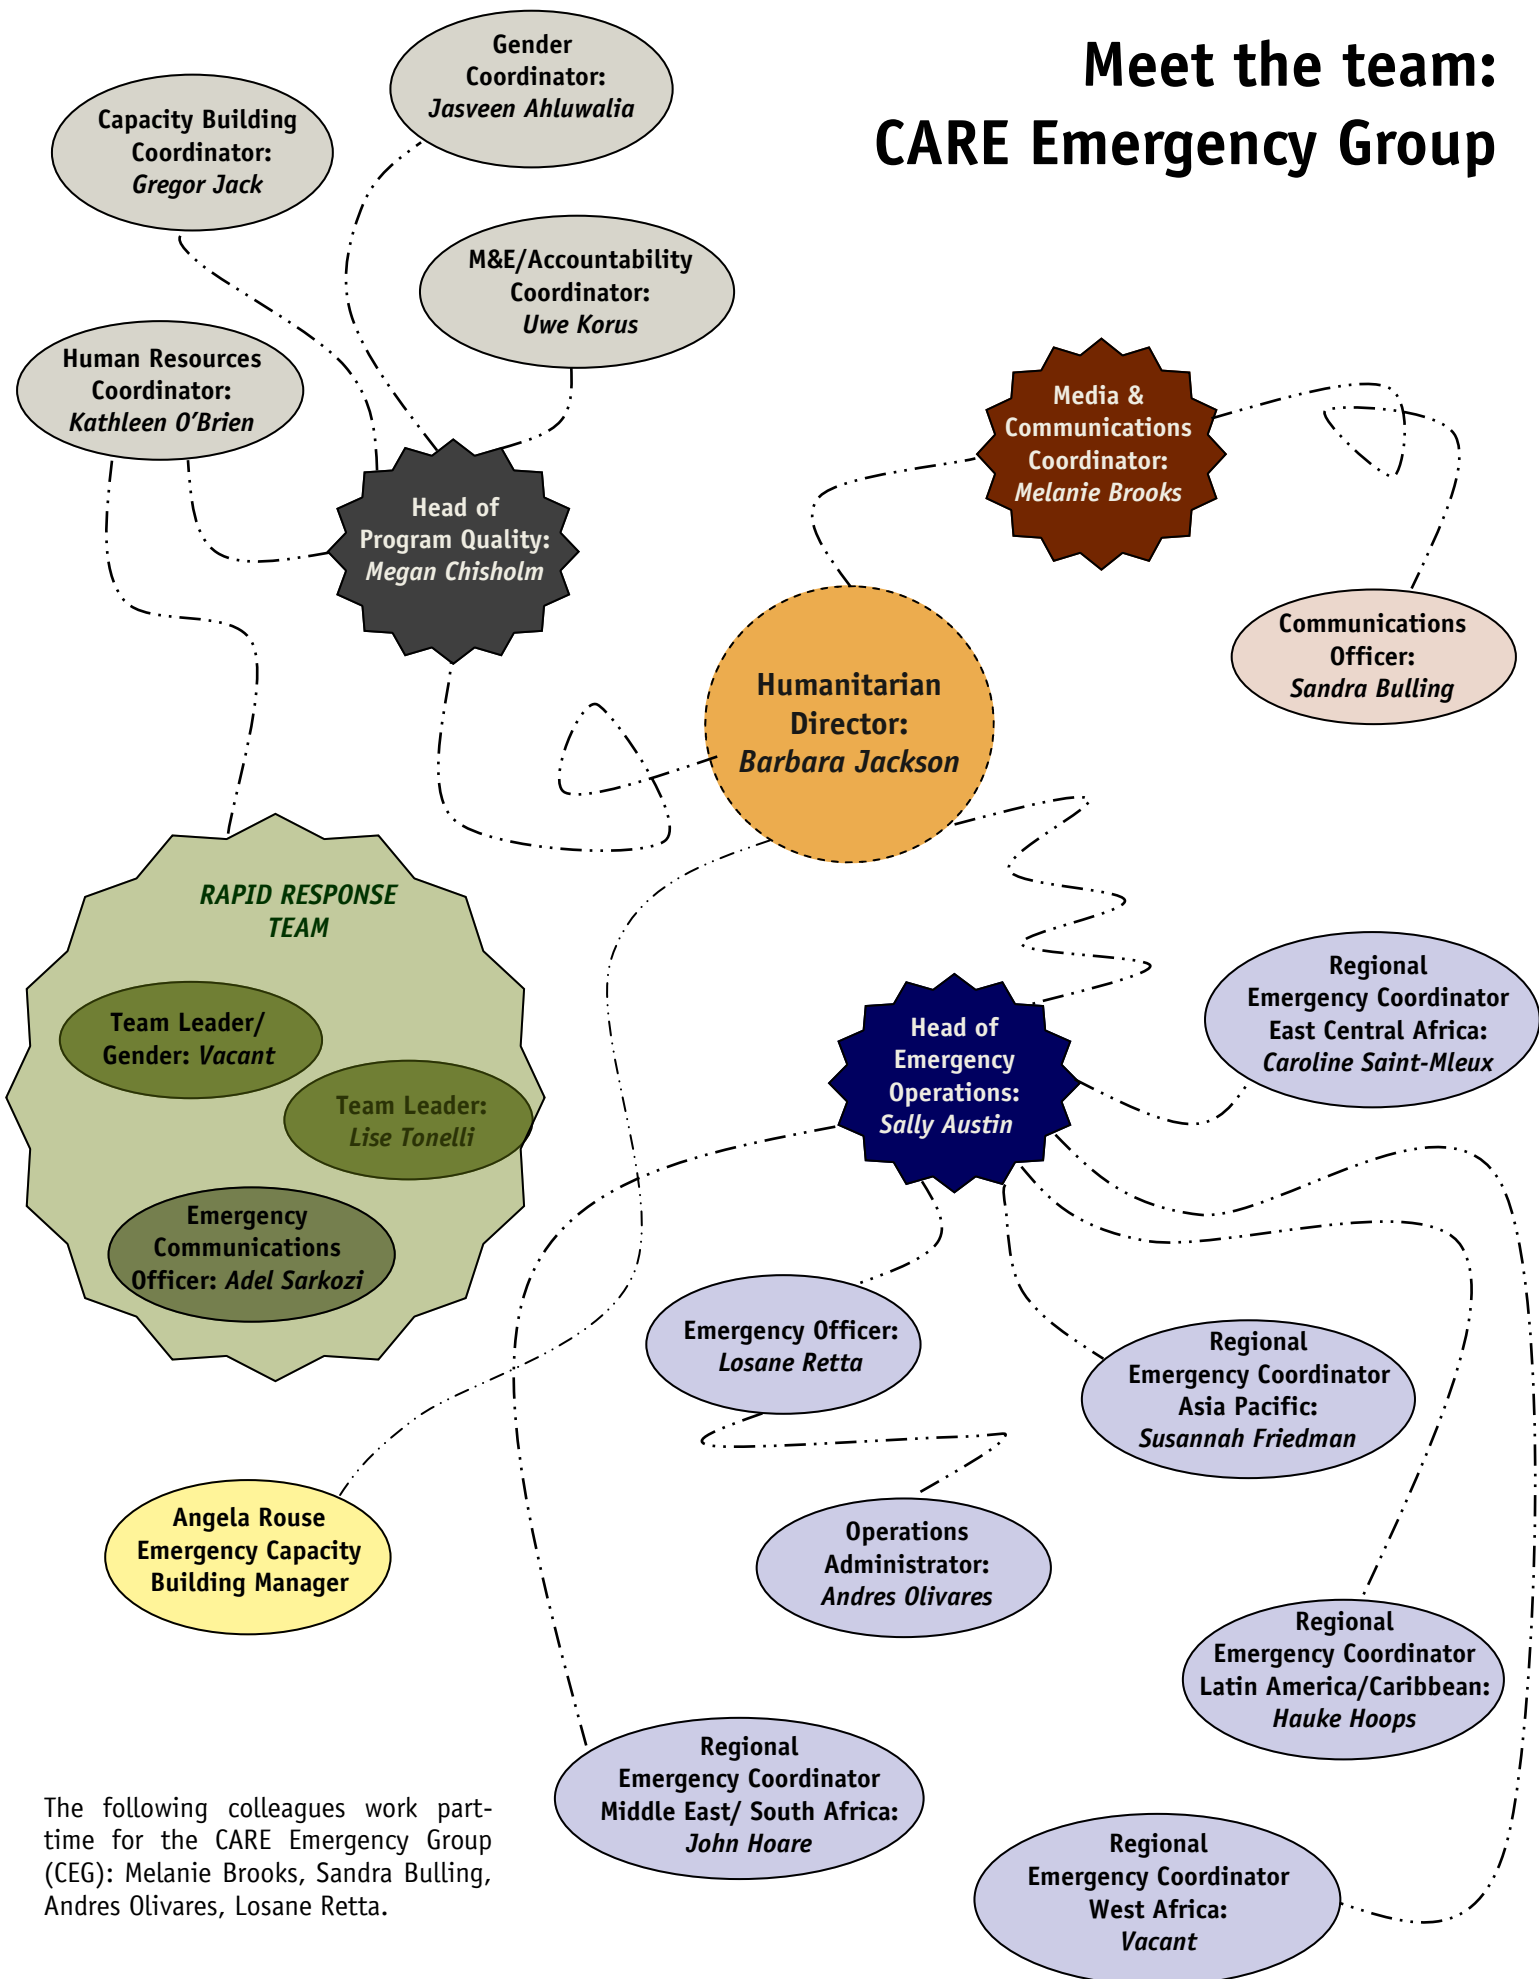 Meet the team:
CARE Emergency Group
Gender
Coordinator:
Jasveen Ahluwalia
Capacity Building
Coordinator:
Gregor Jack
M&E/Accountability
Coordinator:
Uwe Korus
Human Resources
Coordinator:
Kathleen O’Brien
Media &
Communications
Coordinator:
Melanie Brooks
Head of
Program Quality:
Megan Chisholm
Communications
Officer:
Sandra Bulling
Humanitarian
Director:
Barbara Jackson
RAPID RESPONSE
TEAM
Team Leader/
Gender: Vacant
Team Leader:
Lise Tonelli
Emergency
Communications
Officer: Adel Sarkozi
Regional
Emergency Coordinator
East Central Africa:
Caroline Saint-Mleux
Head of
Emergency
Operations:
Sally Austin
Emergency Officer:
Losane Retta
Regional
Emergency Coordinator
Asia Pacific:
Susannah Friedman
Angela Rouse
Emergency Capacity
Building Manager
Operations
Administrator:
Andres Olivares
Regional
Emergency Coordinator
Latin America/Caribbean:
Hauke Hoops
Regional
Emergency Coordinator
Middle East/ South Africa:
John Hoare
Regional
Emergency Coordinator
West Africa:
Vacant
The following colleagues work part-
time for the CARE Emergency Group
(CEG): Melanie Brooks, Sandra Bulling,
Andres Olivares, Losane Retta.